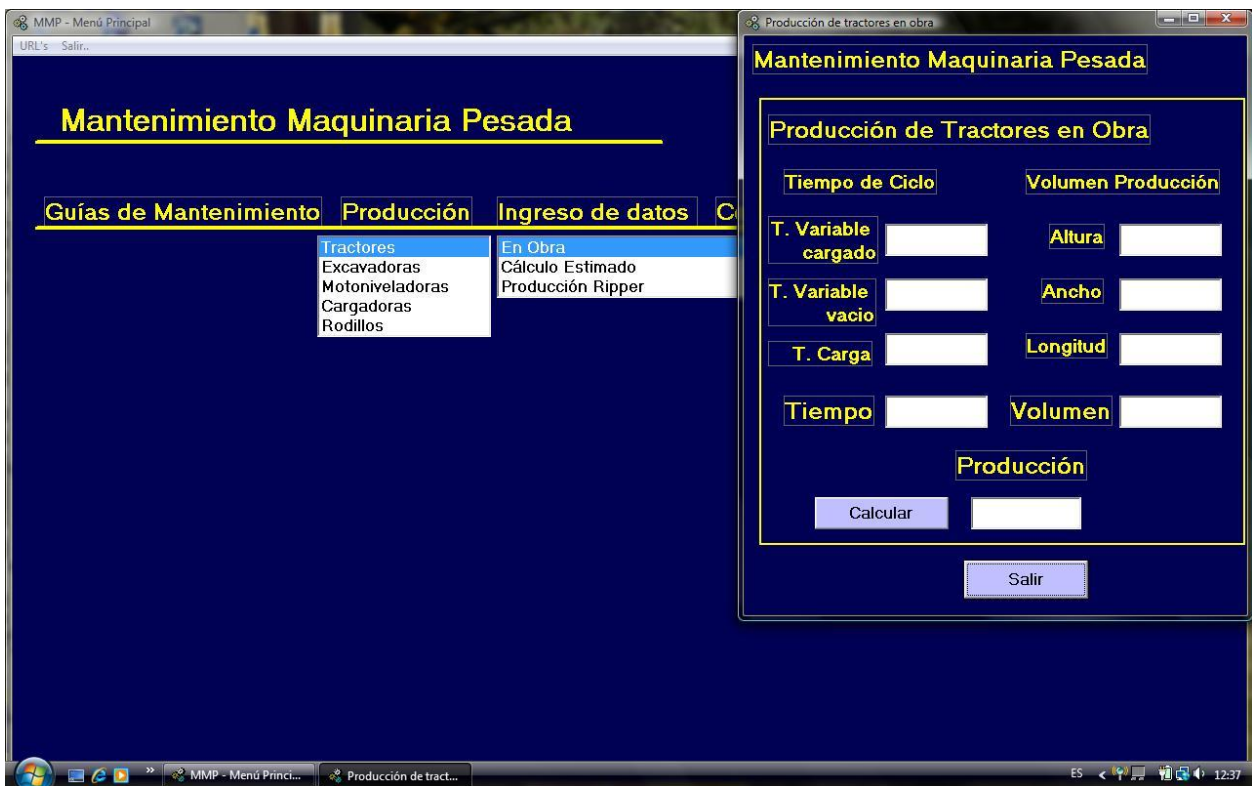 MMP - Menú Principal
URL's Salir..
Mantenimiento Maquinaria Pesada
Guías de Mantenimiento Producción Ingreso de datos C
Tractores
Excavadoras
Motoniveladoras
Cargadoras
Rodillos
En Obra
Cálculo Estimado
Producción Ripper
Producción de tractores en obra
Mantenimiento Maquinaria Pesada
Producción de Tractores en Obra
Tiempo de Ciclo Volumen Producción
T. Variable
cargado
Altura
T. Variable
vacio
Ancho
T. Carga
Longitud
Tiempo Volumen
Producción
Calcular
Salir
MMP - Menú Princi... Producción de tract... ES 12:37